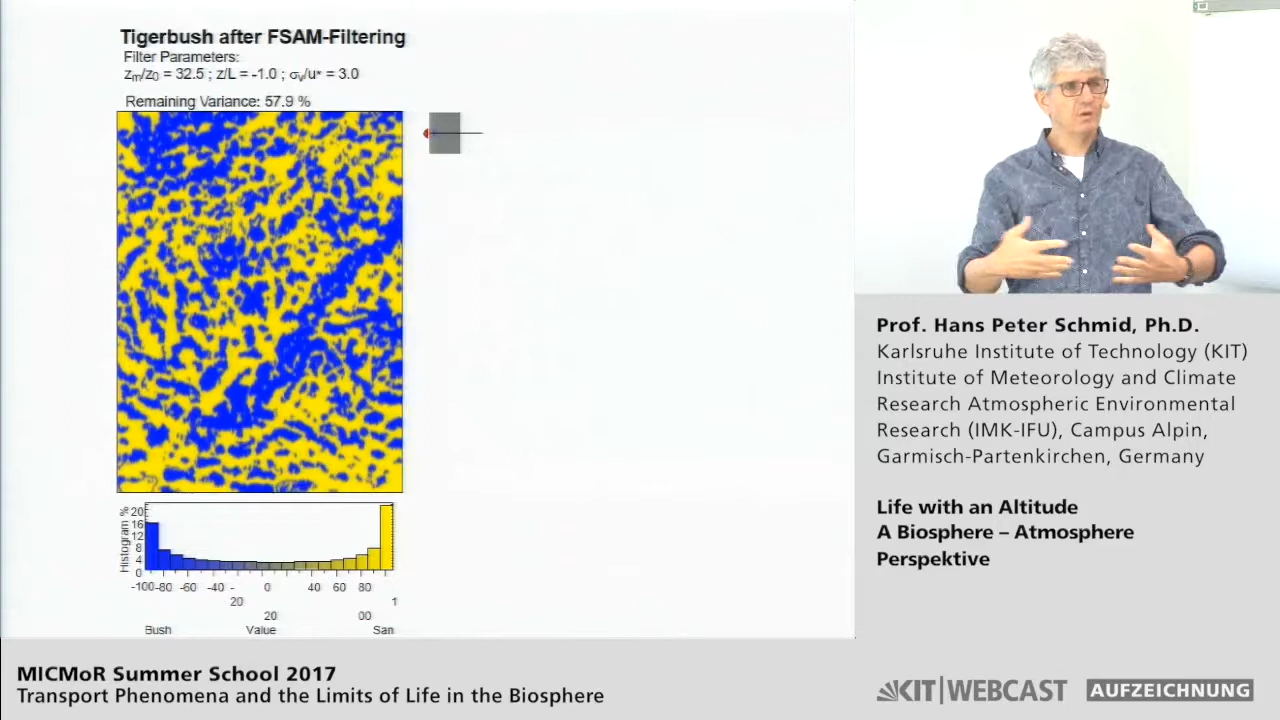 Tigerbush after FSAM-Filtering
Filter Parameters:
zm/z0 = 32.5 ; z/L = -1.0 ; σv/u* = 3.0
Remaining Variance: 57.9 %
Histogram %
20
16
12
8
4
0
-100 -80 -60 -40 - 0 40 60 80
20 1
20 00
Bush Value San
Prof. Hans Peter Schmid, Ph.D.
Karlsruhe Institute of Technology (KIT)
Institute of Meteorology and Climate
Research Atmospheric Environmental
Research (IMK-IFU), Campus Alpin,
Garmisch-Partenkirchen, Germany
Life with an Altitude
A Biosphere – Atmosphere
Perspektive
MICMoR Summer School 2017
Transport Phenomena and the Limits of Life in the Biosphere
KIT | WEBCAST AUFZEICHNUNG